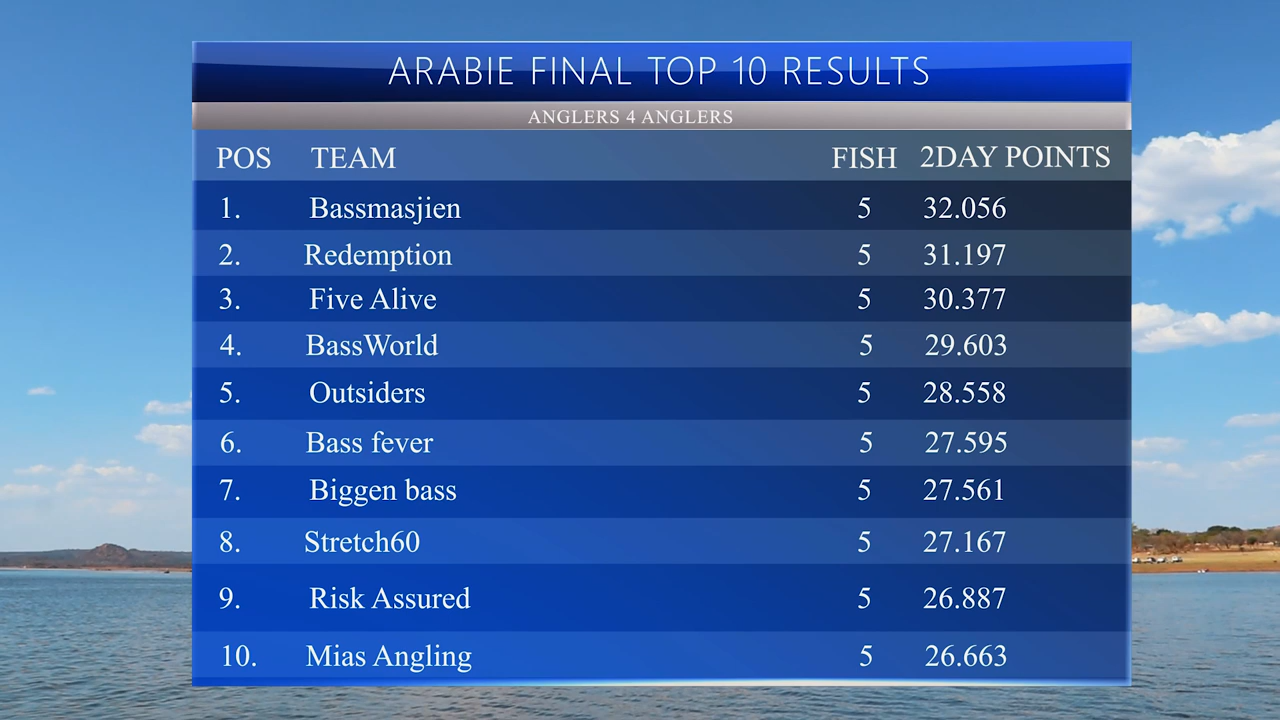 ARABIE FINAL TOP 10 RESULTS
ANGLERS 4 ANGLERS
POS TEAM FISH 2DAY POINTS
1. Bassmasjien 5 32.056
2. Redemption 5 31.197
3. Five Alive 5 30.377
4. BassWorld 5 29.603
5. Outsiders 5 28.558
6. Bass fever 5 27.595
7. Biggen bass 5 27.561
8. Stretch60 5 27.167
9. Risk Assured 5 26.887
10. Mias Angling 5 26.663